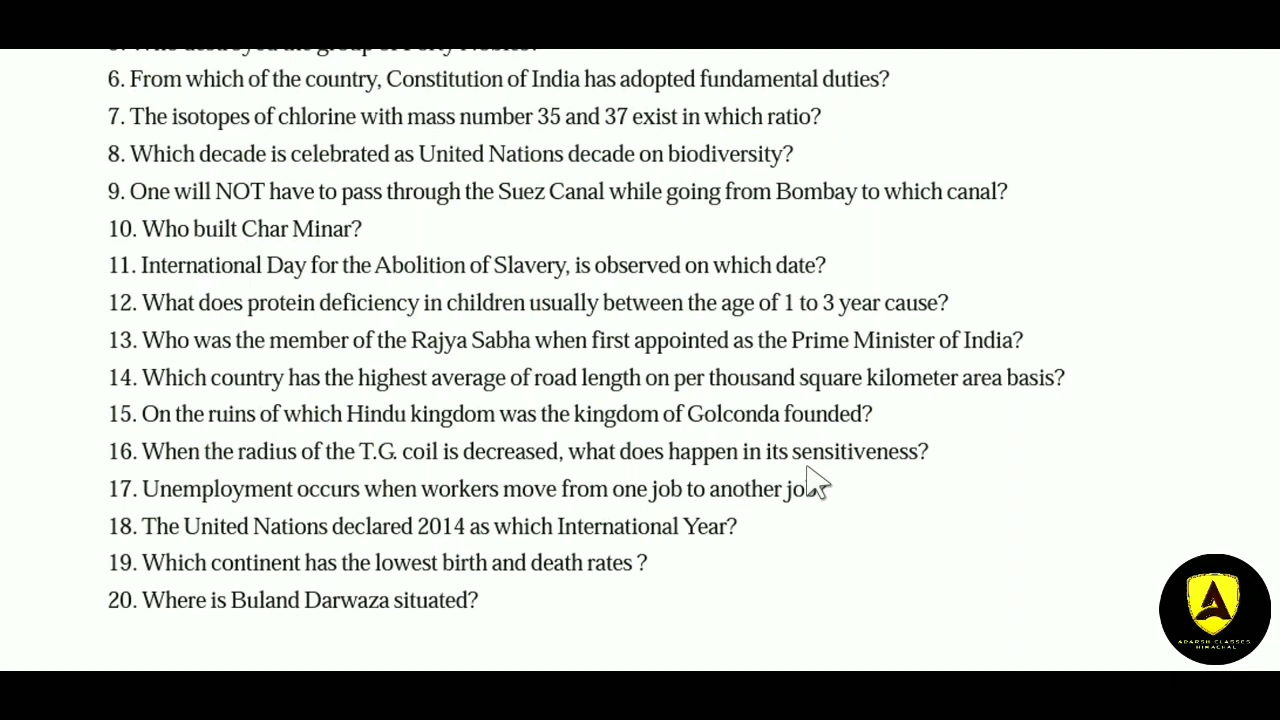 6. From which of the country, Constitution of India has adopted fundamental duties?
7. The isotopes of chlorine with mass number 35 and 37 exist in which ratio?
8. Which decade is celebrated as United Nations decade on biodiversity?
9. One will NOT have to pass through the Suez Canal while going from Bombay to which canal?
10. Who built Char Minar?
11. International Day for the Abolition of Slavery, is observed on which date?
12. What does protein deficiency in children usually between the age of 1 to 3 year cause?
13. Who was the member of the Rajya Sabha when first appointed as the Prime Minister of India?
14. Which country has the highest average of road length on per thousand square kilometer area basis?
15. On the ruins of which Hindu kingdom was the kingdom of Golconda founded?
16. When the radius of the T.G. coil is decreased, what does happen in its sensitiveness?
17. Unemployment occurs when workers move from one job to another
18. The United Nations declared 2014 as which International Year?
19. Which continent has the lowest birth and death rates ?
20. Where is Buland Darwaza situated?
A
ADARSH CLASSES
HIMACHAL